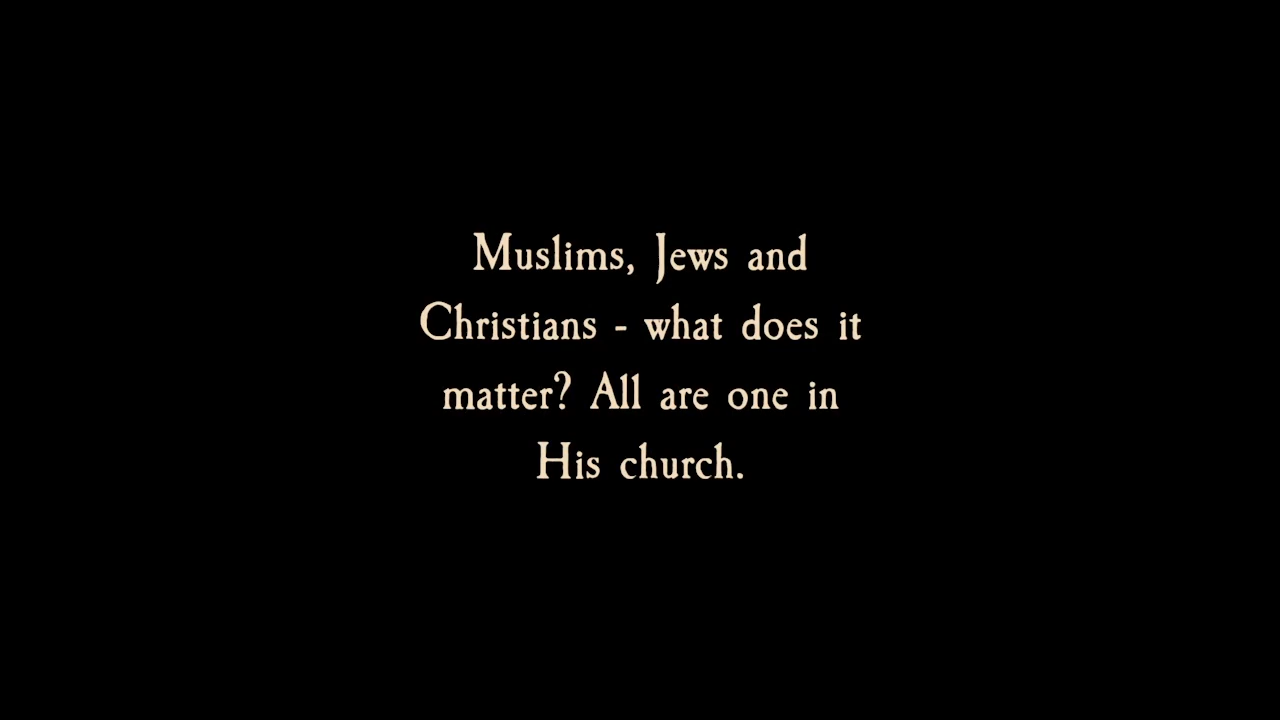 Muslims, Jews and
Christians - what does it
matter? All are one in
His church.